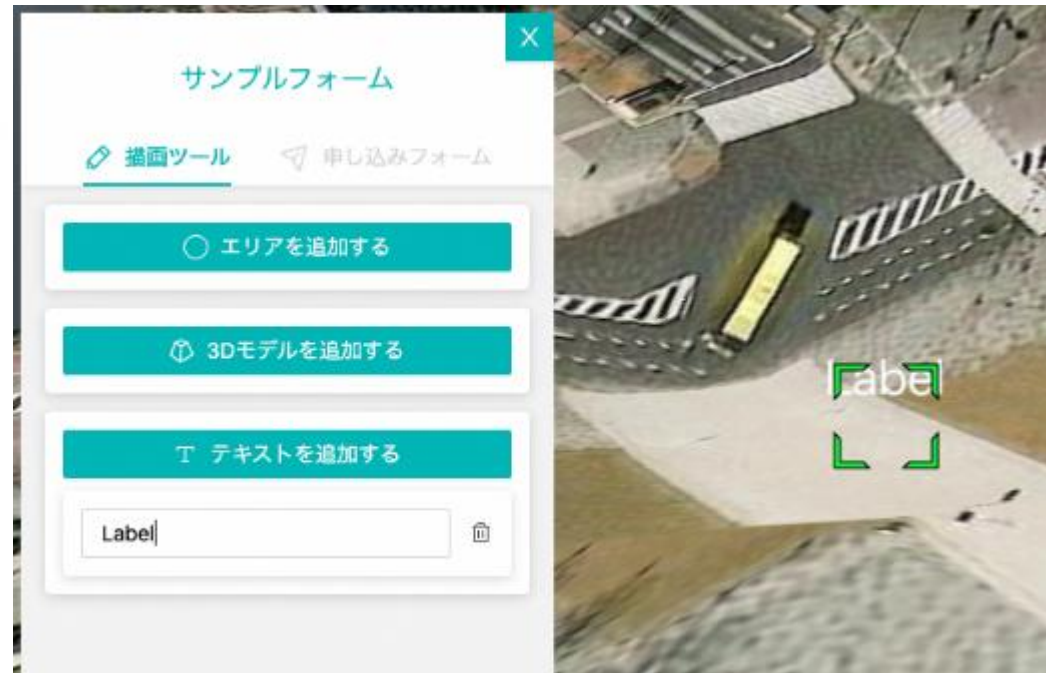 X
サンプルフォーム
描画ツール 申し込みフォーム
エリアを追加する
3Dモデルを追加する
T テキストを追加する
Label
Label